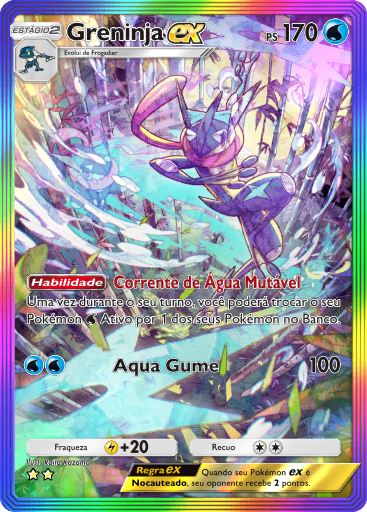 ESTÁGIO 2
Greninja ex
PS 170
Evolui de Frogadier
Habilidade Corrente de Água Mutável
Uma vez durante o seu turno, você poderá trocar o seu
Pokémon Ativo por 1 dos seus Pokémon no Banco.
Aqua Gume 100
Fraqueza +20 Recuo
Regra ex
Quando seu Pokémon ex é
Nocauteado, seu oponente recebe 2 pontos.